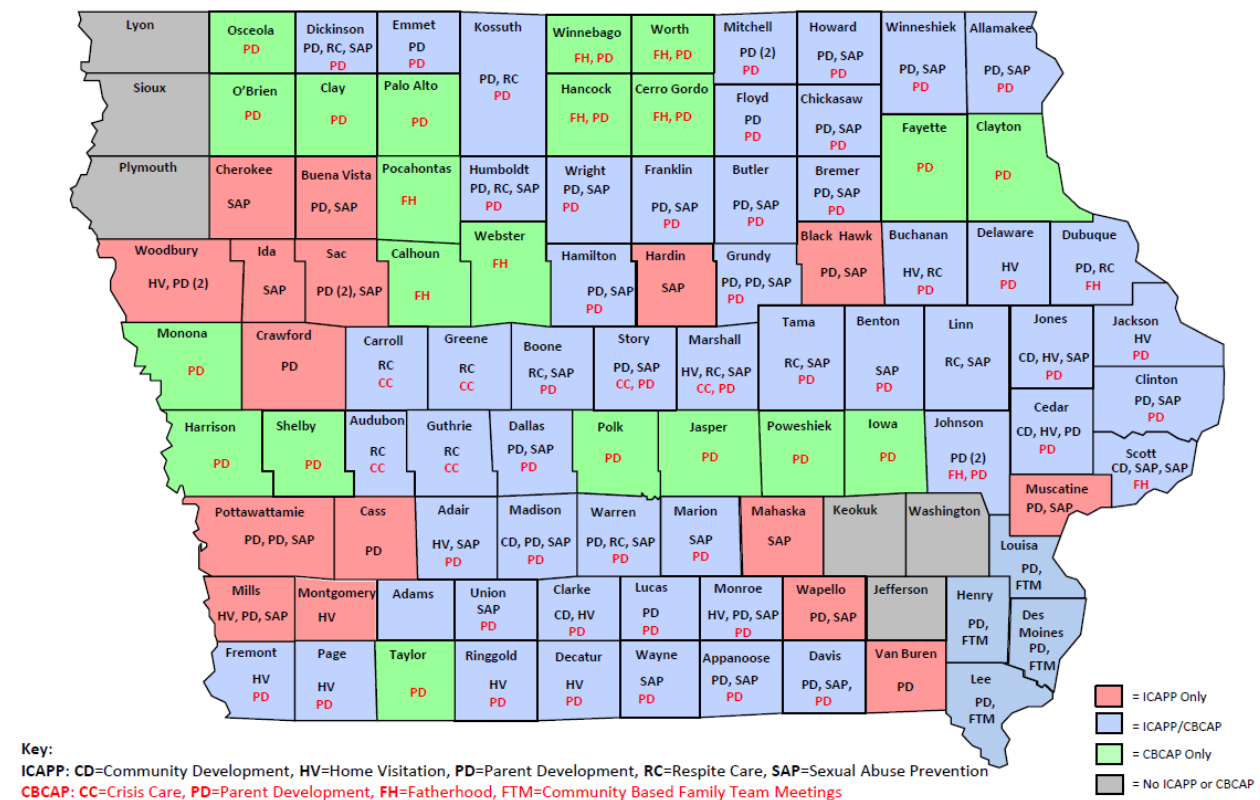 Lyon
Osceola
PD
Dickinson
PD, RC, SAP
PD
Emmet
PD
PD
Kossuth
PD, RC
PD
Winnebago
FH, PD
Worth
FH, PD
Mitchell
PD (2)
PD
Howard
PD, SAP
PD
Winneshiek
PD, SAP
PD
Allamakee
PD, SAP
PD
Sioux
O'Brien
PD
Clay
PD
Palo Alto
PD
Hancock
FH, PD
Cerro Gordo
FH, PD
Floyd
PD
PD
Chickasaw
PD, SAP
PD
Fayette
PD
Clayton
PD
Plymouth
Cherokee
SAP
Buena Vista
PD, SAP
Pocahontas
FH
Humboldt
PD, RC, SAP
PD
Wright
PD, SAP
PD
Franklin
PD, SAP
PD
Butler
PD, SAP
PD
Bremer
PD, SAP
PD
Woodbury
HV, PD (2)
Ida
SAP
Sac
PD (2), SAP
Calhoun
FH
Webster
FH
Hamilton
PD, SAP
PD
Hardin
SAP
Grundy
PD, PD, SAP
PD
Black Hawk
PD, SAP
Buchanan
HV, RC
PD
Delaware
HV
PD
Dubuque
PD, RC
FH
Monona
PD
Crawford
PD
Carroll
RC
CC
Greene
RC
CC
Boone
RC, SAP
PD
Story
PD, SAP
CC, PD
Marshall
HV, RC, SAP
CC, PD
Tama
RC, SAP
PD
Benton
SAP
PD
Linn
RC, SAP
Jones
CD, HV, SAP
PD
Jackson
HV
PD
Clinton
PD, SAP
PD
Harrison
PD
Shelby
PD
Audubon
RC
CC
Guthrie
RC
CC
Dallas
PD, SAP
PD
Polk
PD
Jasper
PD
Poweshiek
PD
Iowa
PD
Johnson
PD (2)
FH, PD
Cedar
CD, HV, PD
PD
Scott
CD, SAP, SAP
FH
Muscatine
PD, SAP
Pottawattamie
PD, PD, SAP
Cass
PD
Adair
HV, SAP
PD
Madison
CD, PD, SAP
PD
Warren
PD, RC, SAP
PD
Marion
SAP
PD
Mahaska
SAP
Keokuk
Washington
Louisa
PD,
FTM
Mills
HV, PD, SAP
Montgomery
HV
Adams
Union
SAP
PD
Clarke
CD, HV
PD
Lucas
PD
PD
Monroe
HV, PD, SAP
PD
Wapello
PD, SAP
Jefferson
Henry
PD,
FTM
Des
Moines
PD,
FTM
Fremont
HV
PD
Page
HV
PD
Taylor
PD
Ringgold
HV
PD
Decatur
HV
PD
Wayne
SAP
PD
Appanoose
PD, SAP
PD
Davis
PD, SAP,
PD
Van Buren
PD
Lee
PD,
FTM
= ICAPP Only
= ICAPP/CBCAP
= CBCAP Only
= No ICAPP or CBCAP
Key:
ICAPP: CD=Community Development, HV=Home Visitation, PD=Parent Development, RC=Respite Care, SAP=Sexual Abuse Prevention
CBCAP: CC=Crisis Care, PD=Parent Development, FH=Fatherhood, FTM=Community Based Family Team Meetings